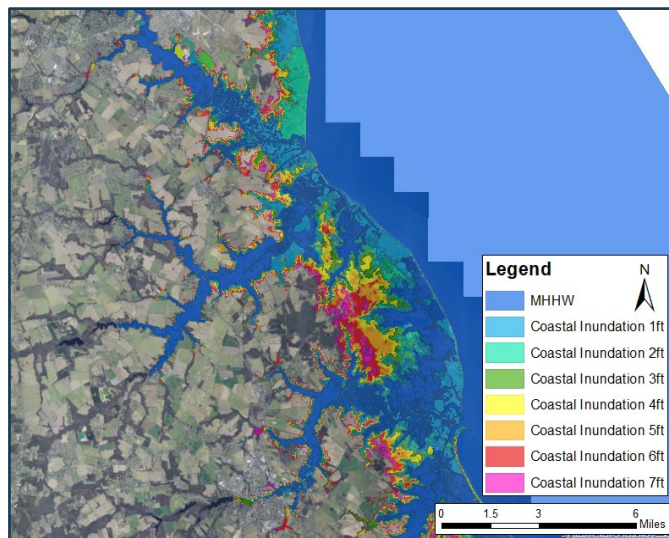 Legend
N
MHHW
Coastal Inundation 1ft
Coastal Inundation 2ft
Coastal Inundation 3ft
Coastal Inundation 4ft
Coastal Inundation 5ft
Coastal Inundation 6ft
Coastal Inundation 7ft
0 1.5 3 6
Miles